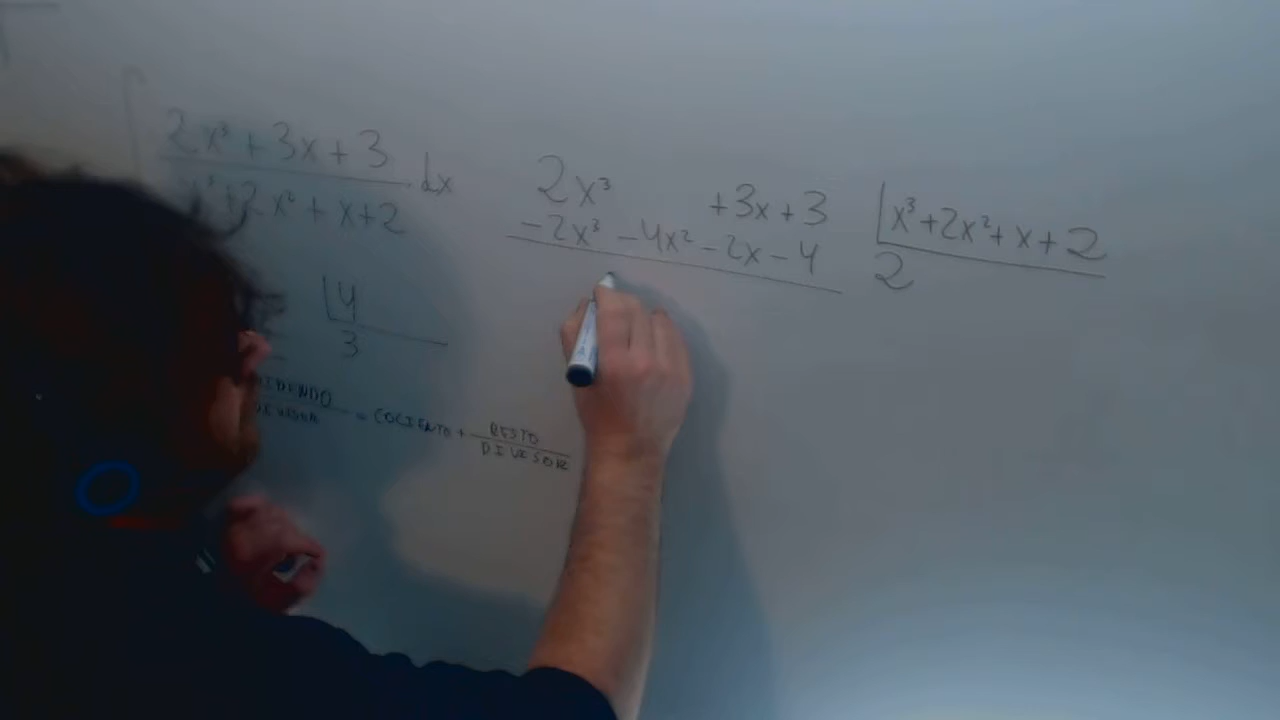 ∫ 2x³ + 3x + 3 dx
x³ + 2x² + x + 2
2x³ +3x + 3 x³ + 2x² + x + 2
-2x³ - 4x² - 2x - 4 2
4
3
= COCIENTE + RESTO
DIVISOR